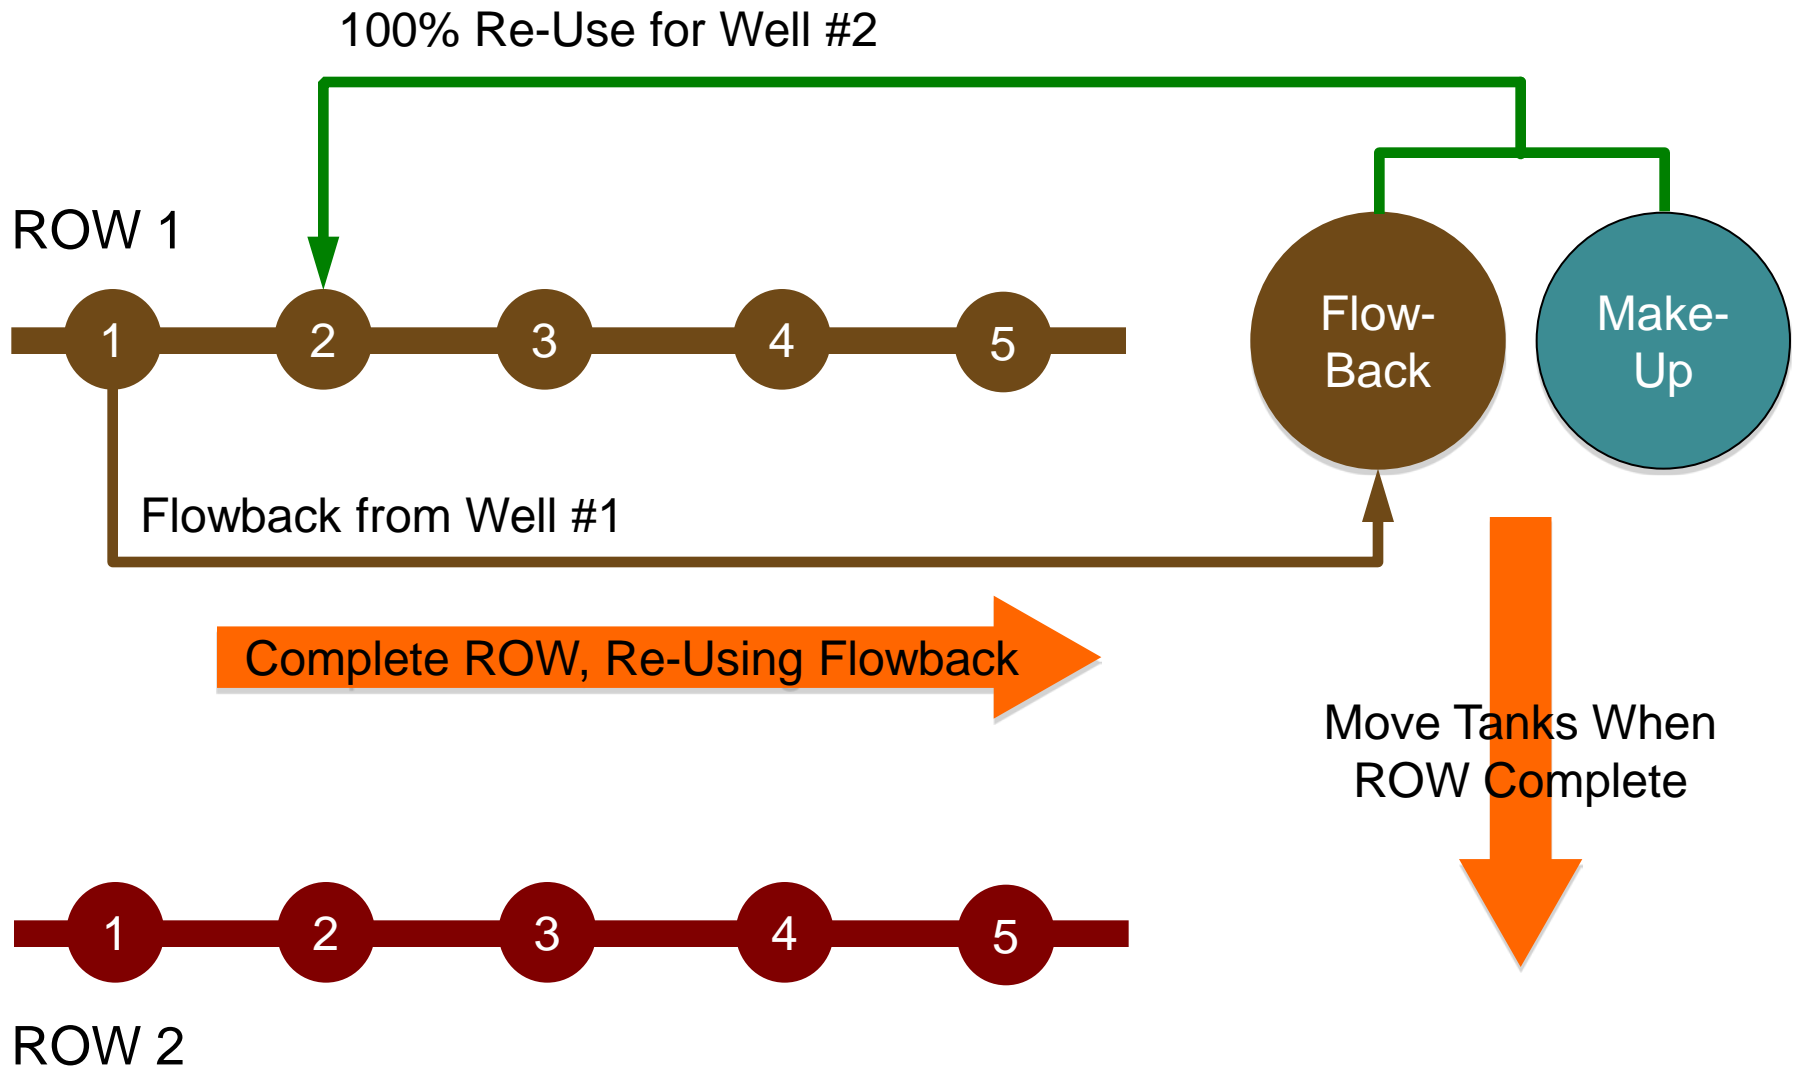 100% Re-Use for Well #2
ROW 1
1 2 3 4 5
Flow-
Back
Make-
Up
Flowback from Well #1
Complete ROW, Re-Using Flowback
Move Tanks When
ROW Complete
1 2 3 4 5
ROW 2